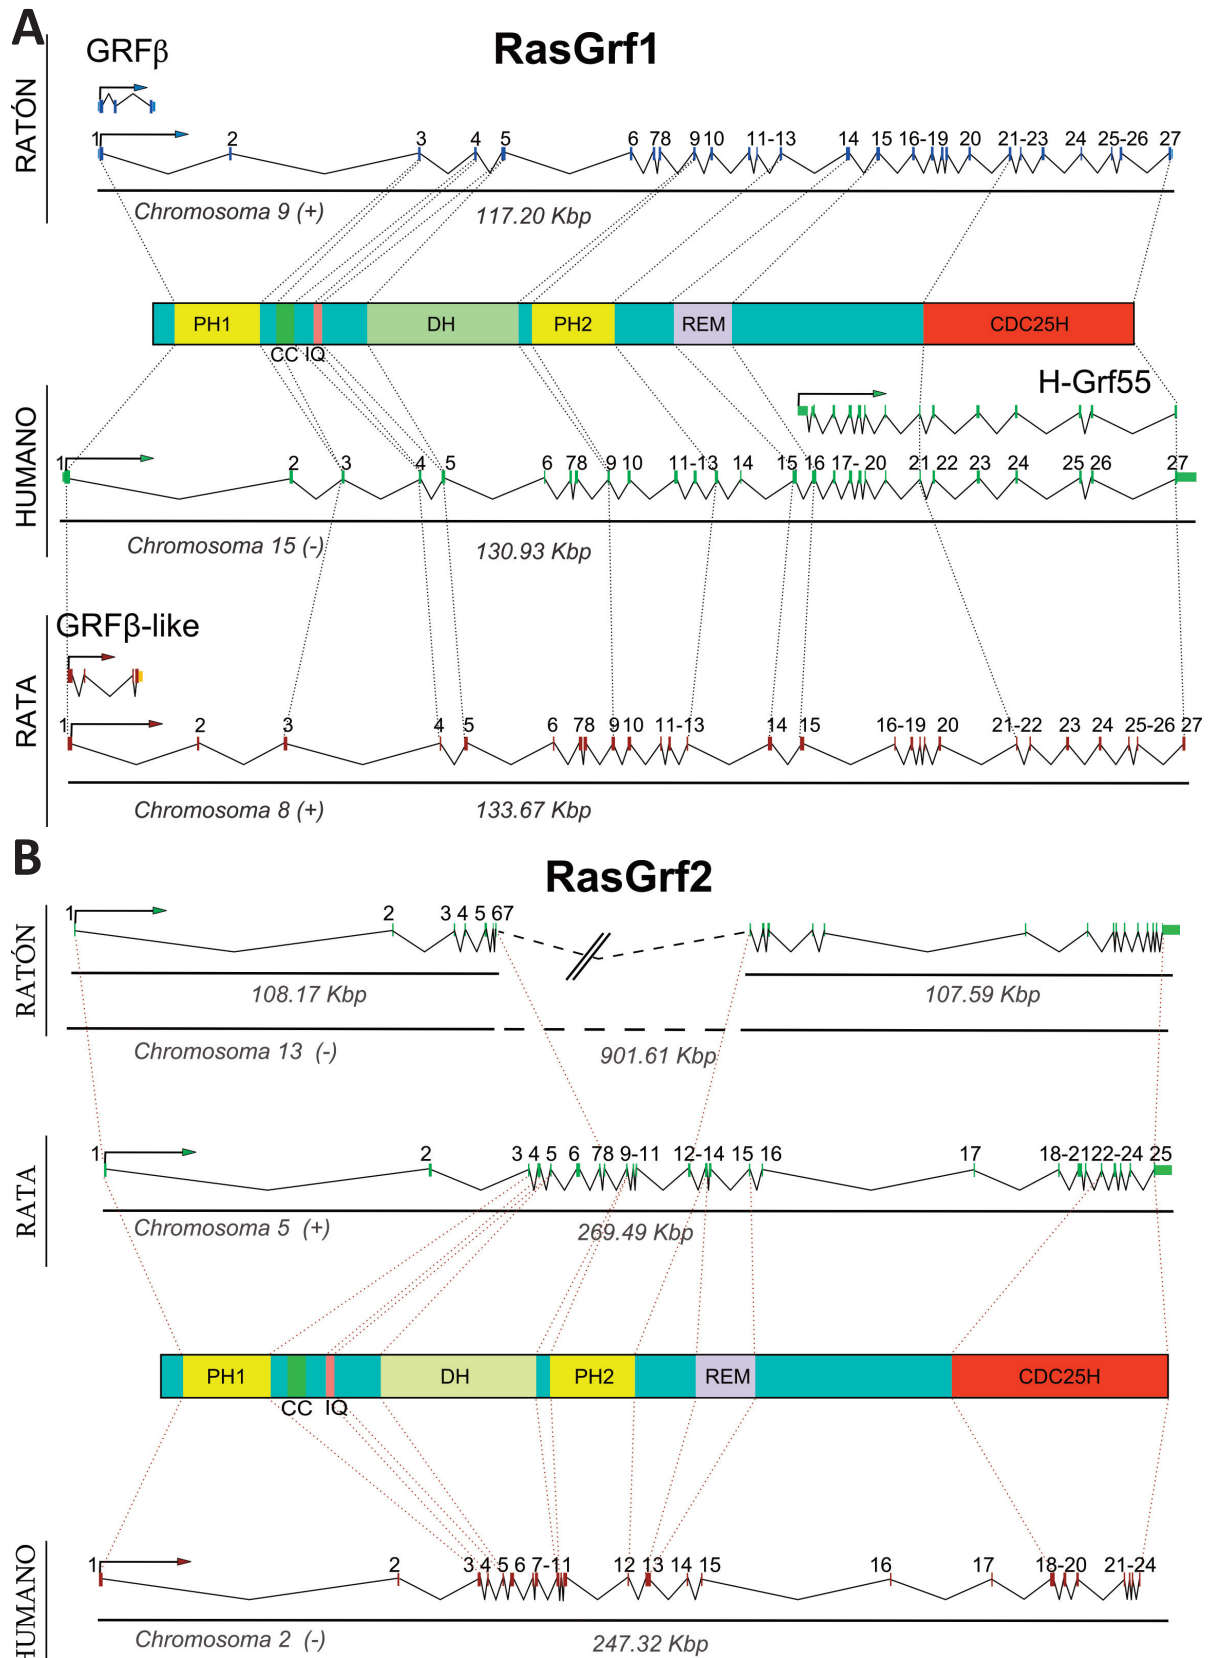 A
RasGrf1
GRFβ
RATÓN
1 2 3 4 5 6 78 9 10 11-13 14 15 16-19 20 21-23 24 25-26 27
Chromosoma 9 (+) 117.20 Kbp
PH1 DH PH2 REM CDC25H
CC IQ
H-Grf55
HUMANO
1 2 3 4 5 6 78 9 10 11-13 14 15 16 17- 20 21 22 23 24 25 26 27
Chromosoma 15 (-) 130.93 Kbp
GRFβ-like
RATA
1 2 3 4 5 6 78 9 10 11-13 14 15 16-19 20 21-22 23 24 25-26 27
Chromosoma 8 (+) 133.67 Kbp
B
RasGrf2
RATÓN
1 2 3 4 5 67
108.17 Kbp 107.59 Kbp
Chromosoma 13 (-) 901.61 Kbp
RATA
1 2 3 4 5 6 78 9-11 12-14 15 16 17 18-2122-24 25
Chromosoma 5 (+) 269.49 Kbp
PH1 DH PH2 REM CDC25H
CC IQ
HUMANO
1 2 3 4 5 6 7-11 12 13 14 15 16 17 18-20 21-24
Chromosoma 2 (-) 247.32 Kbp